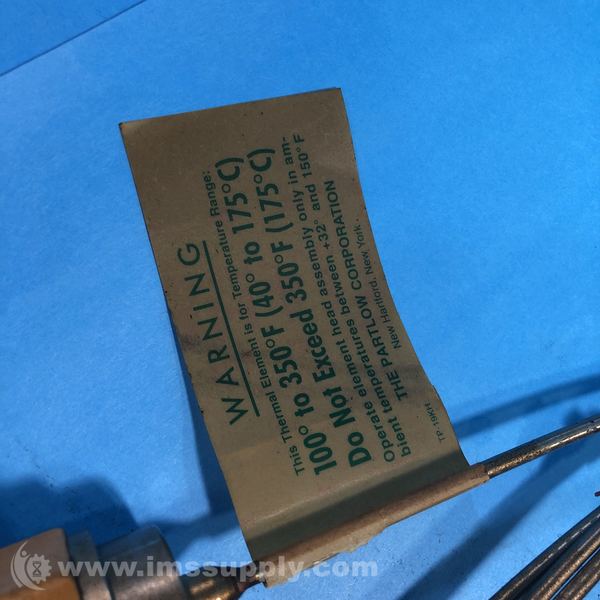 WARNING
This Thermal Element is for Temperature Range:
100° to 350°F (40° to 175°C)
Do Not Exceed 350°F (175°C)
Operate element head assembly only in am-
bient temperatures between +32° and 150°F
THE PARTLOW CORPORATION
New Hartford, New York.
TP 19KH
www.imssupply.com